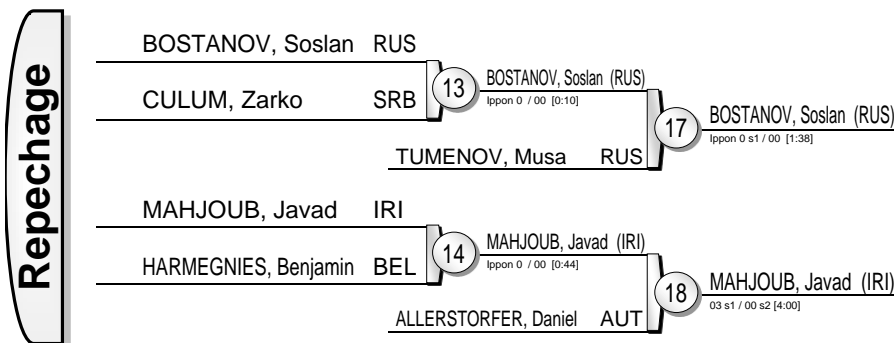 Repechage
BOSTANOV, Soslan RUS
CULUM, Zarko SRB
13
BOSTANOV, Soslan (RUS)
Ippon 0 / 00 [0:10]
TUMENOV, Musa RUS
17
BOSTANOV, Soslan (RUS)
Ippon 0 s1 / 00 [1:38]
MAHJOUB, Javad IRI
HARMEGNIES, Benjamin BEL
14
MAHJOUB, Javad (IRI)
Ippon 0 / 00 [0:44]
ALLERSTORFER, Daniel AUT
18
MAHJOUB, Javad (IRI)
03 s1 / 00 s2 [4:00]